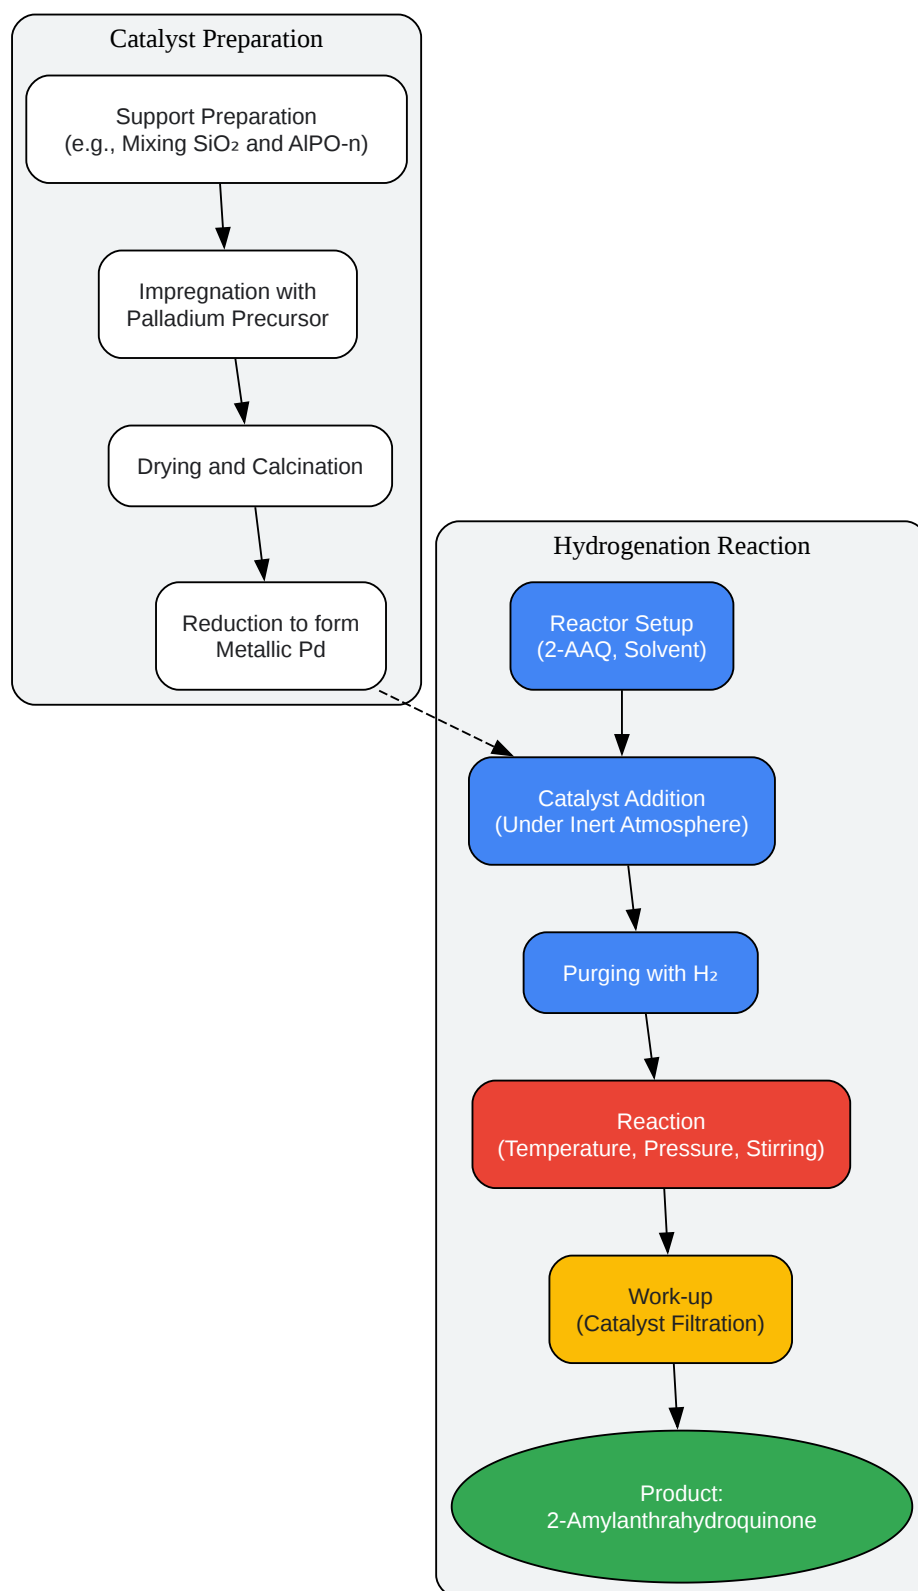 Catalyst Preparation
Support Preparation
(e.g., Mixing SiO₂ and AlPO-n)
Impregnation with
Palladium Precursor
Drying and Calcination
Reduction to form
Metallic Pd
Hydrogenation Reaction
Reactor Setup
(2-AAQ, Solvent)
Catalyst Addition
(Under Inert Atmosphere)
Purging with H₂
Reaction
(Temperature, Pressure, Stirring)
Work-up
(Catalyst Filtration)
Product:
2-Amylanthrahydroquinone